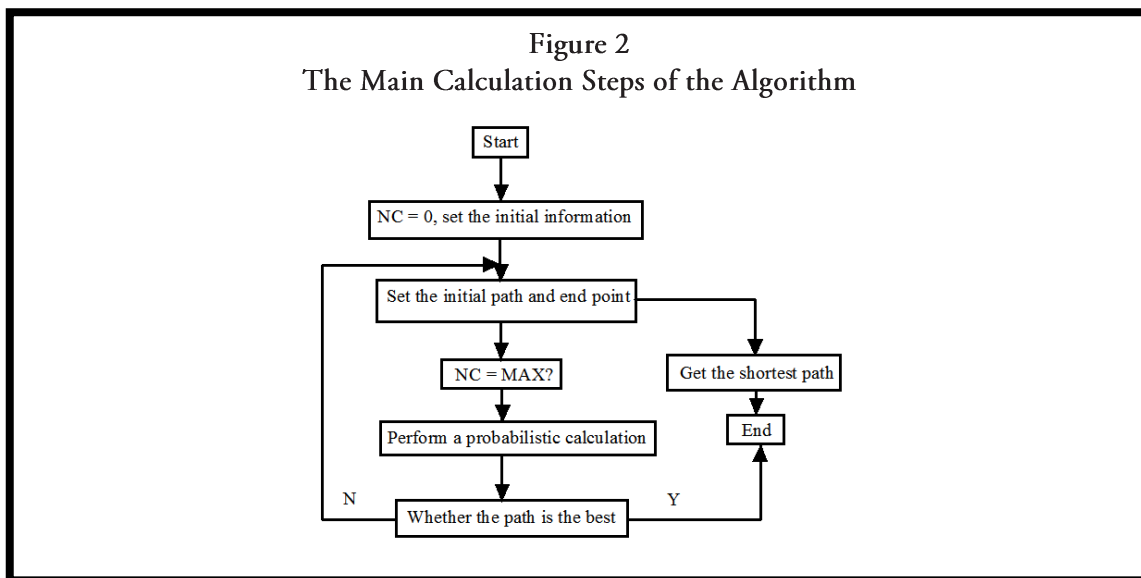 Figure 2
The Main Calculation Steps of the Algorithm
Start
NC = 0, set the initial information
Set the initial path and end point
NC = MAX?
Get the shortest path
Perform a probabilistic calculation
End
N
Whether the path is the best
Y